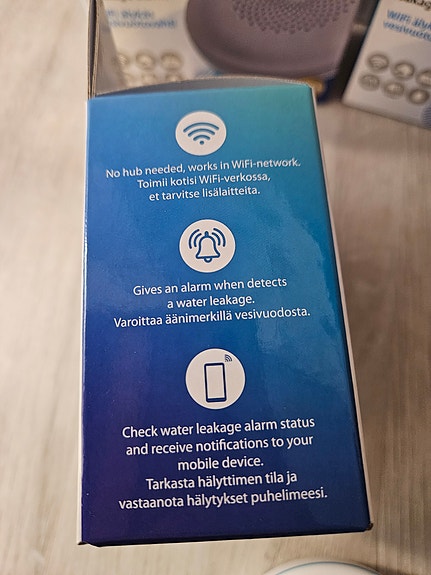 No hub needed, works in WiFi-network.
Toimii kotisi WiFi-verkossa,
et tarvitse lisälaitteita.
Gives an alarm when detects
a water leakage.
Varoittaa äänimerkillä vesivuodosta.
Check water leakage alarm status
and receive notifications to your
mobile device.
Tarkasta hälyttimen tila ja
vastaanota hälytykset puhelimeesi.